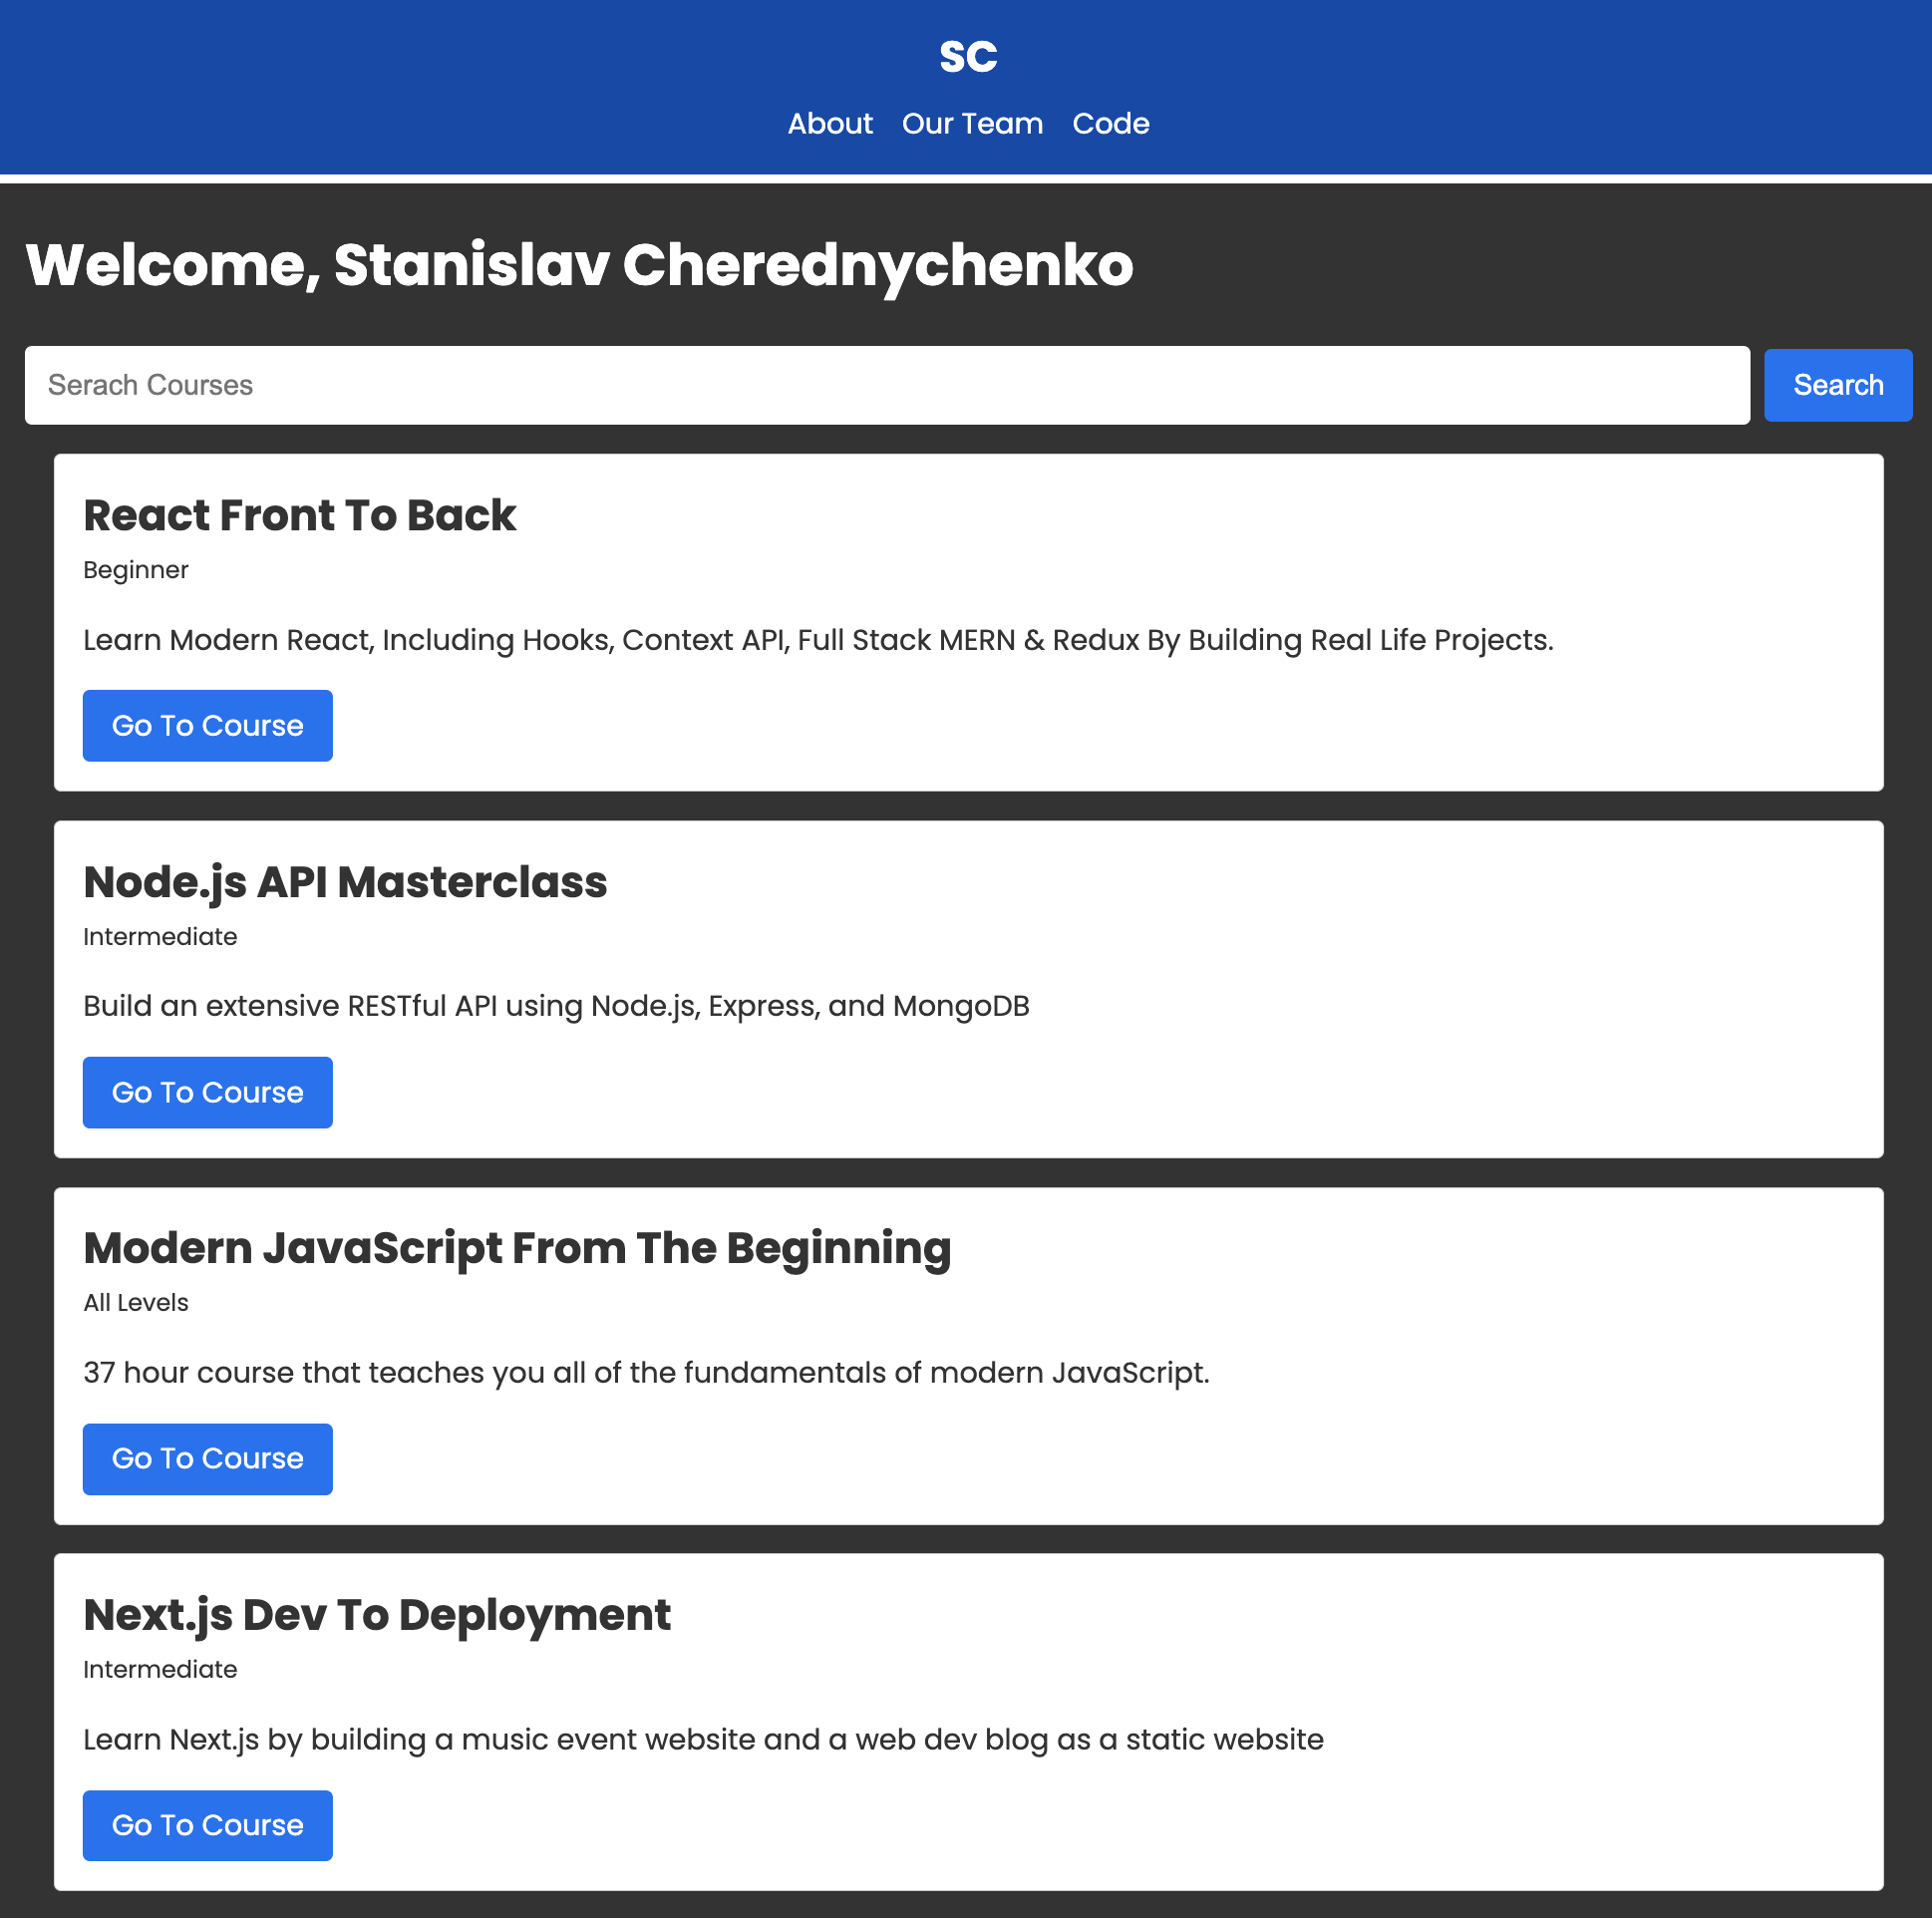 SC
About Our Team Code
Welcome, Stanislav Cherednychenko
Serach Courses Search
React Front To Back
Beginner
Learn Modern React, Including Hooks, Context API, Full Stack MERN & Redux By Building Real Life Projects.
Go To Course
Node.js API Masterclass
Intermediate
Build an extensive RESTful API using Node.js, Express, and MongoDB
Go To Course
Modern JavaScript From The Beginning
All Levels
37 hour course that teaches you all of the fundamentals of modern JavaScript.
Go To Course
Next.js Dev To Deployment
Intermediate
Learn Next.js by building a music event website and a web dev blog as a static website
Go To Course